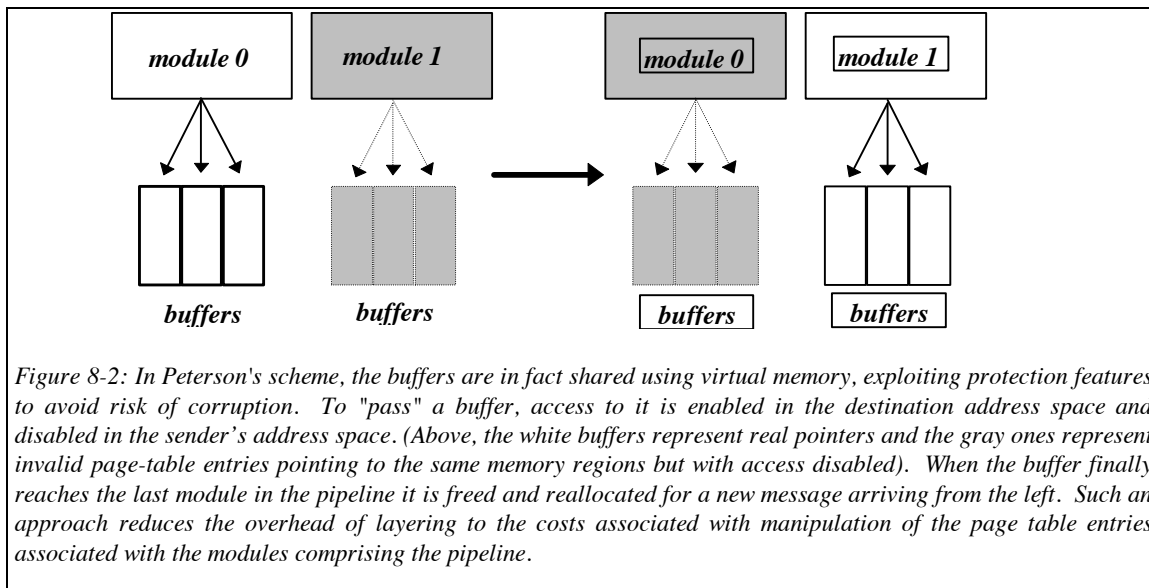 module 0
module 1
module 0
module 1
buffers
buffers
buffers
buffers
Figure 8-2: In Peterson's scheme, the buffers are in fact shared using virtual memory, exploiting protection features
to avoid risk of corruption. To "pass" a buffer, access to it is enabled in the destination address space and
disabled in the sender’s address space. (Above, the white buffers represent real pointers and the gray ones represent
invalid page-table entries pointing to the same memory regions but with access disabled). When the buffer finally
reaches the last module in the pipeline it is freed and reallocated for a new message arriving from the left. Such an
approach reduces the overhead of layering to the costs associated with manipulation of the page table entries
associated with the modules comprising the pipeline.